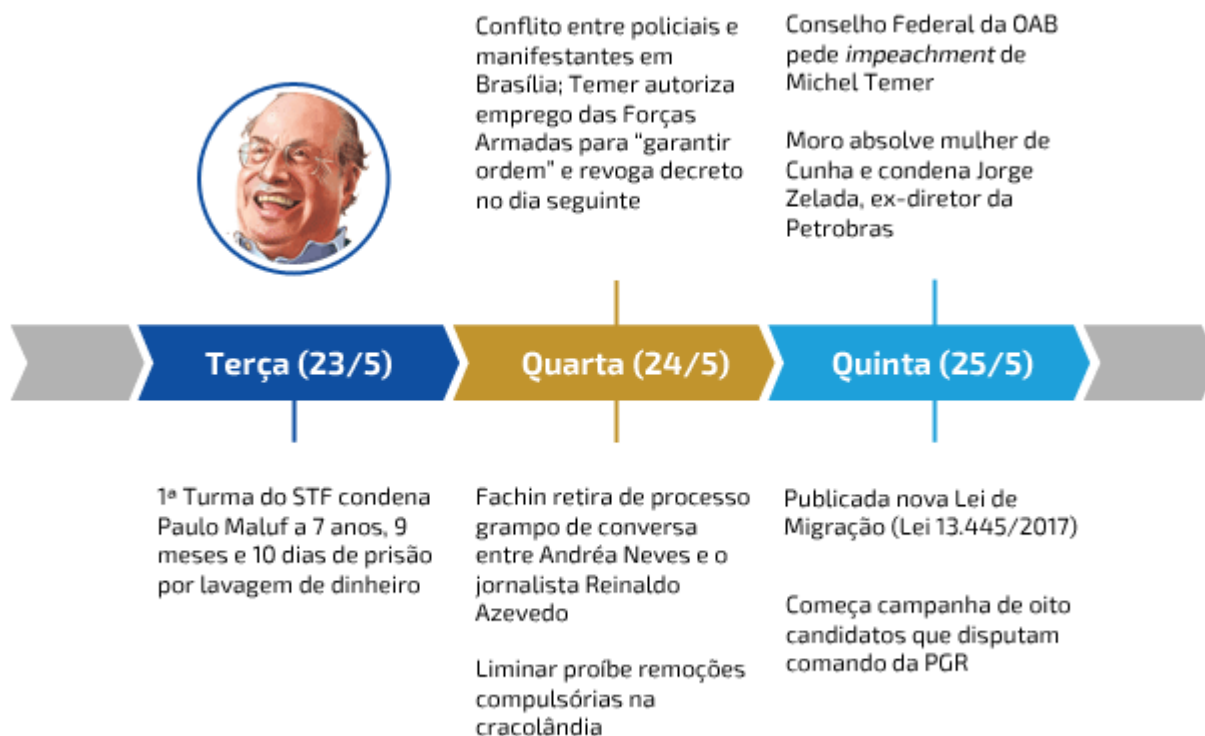 Conflito entre policiais e
manifestantes em
Brasília; Temer autoriza
emprego das Forças
Armadas para “garantir
ordem” e revoga decreto
no dia seguinte
Conselho Federal da OAB
pede impeachment de
Michel Temer
Moro absolve mulher de
Cunha e condena Jorge
Zelada, ex-diretor da
Petrobras
Terça (23/5)
Quarta (24/5)
Quinta (25/5)
1ª Turma do STF condena
Paulo Maluf a 7 anos, 9
meses e 10 dias de prisão
por lavagem de dinheiro
Fachin retira de processo
grampo de conversa
entre Andréa Neves e o
jornalista Reinaldo
Azevedo
Liminar proíbe remoções
compulsórias na
cracolândia
Publicada nova Lei de
Migração (Lei 13.445/2017)
Começa campanha de oito
candidatos que disputam
comando da PGR